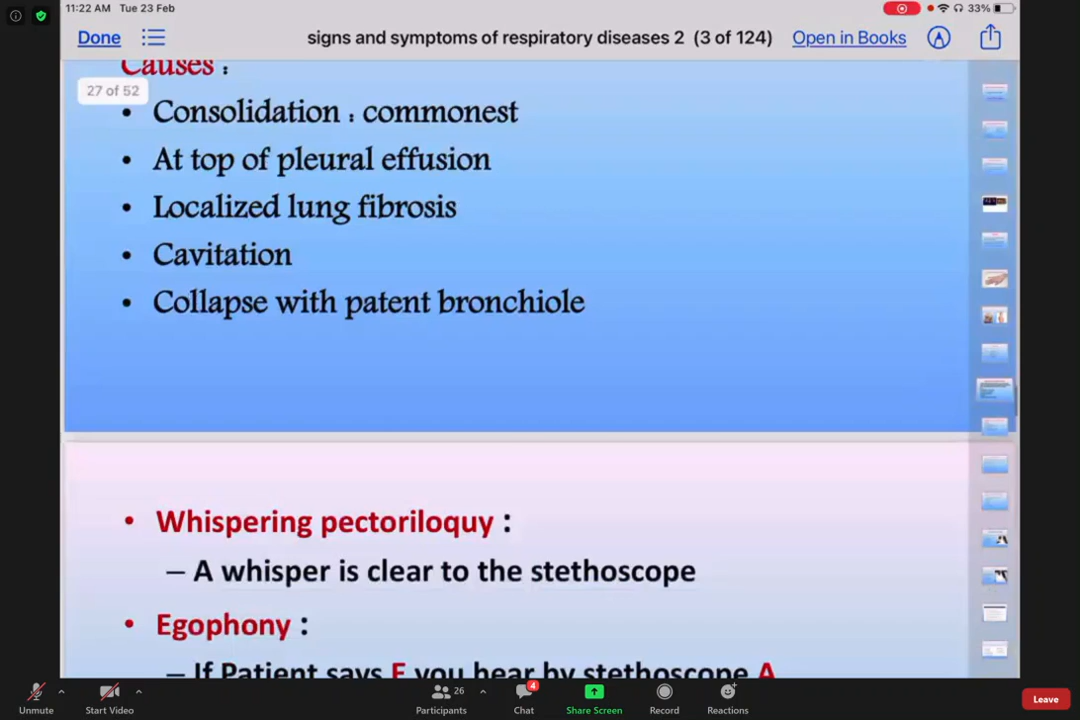 11:22 AM Tue 23 Feb
33%
Done
signs and symptoms of respiratory diseases 2 (3 of 124)
Open in Books
Causes :
27 of 52
• Consolidation : commonest
• At top of pleural effusion
• Localized lung fibrosis
• Cavitation
• Collapse with patent bronchiole
• Whispering pectoriloquy :
– A whisper is clear to the stethoscope
• Egophony :
– If Patient says E you hear by stethoscope A
Unmute
Start Video
26
Participants
4
Chat
Share Screen
Record
Reactions
Leave